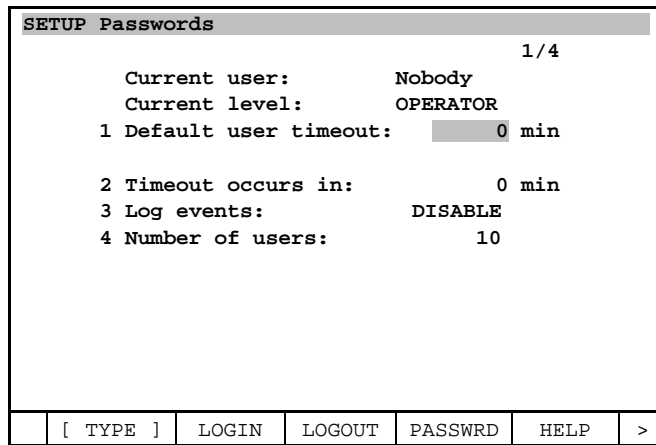 SETUP Passwords
1/4
Current user: Nobody
Current level: OPERATOR
1 Default user timeout: 0 min
2 Timeout occurs in: 0 min
3 Log events: DISABLE
4 Number of users: 10
[ TYPE ] LOGIN LOGOUT PASSWRD HELP >